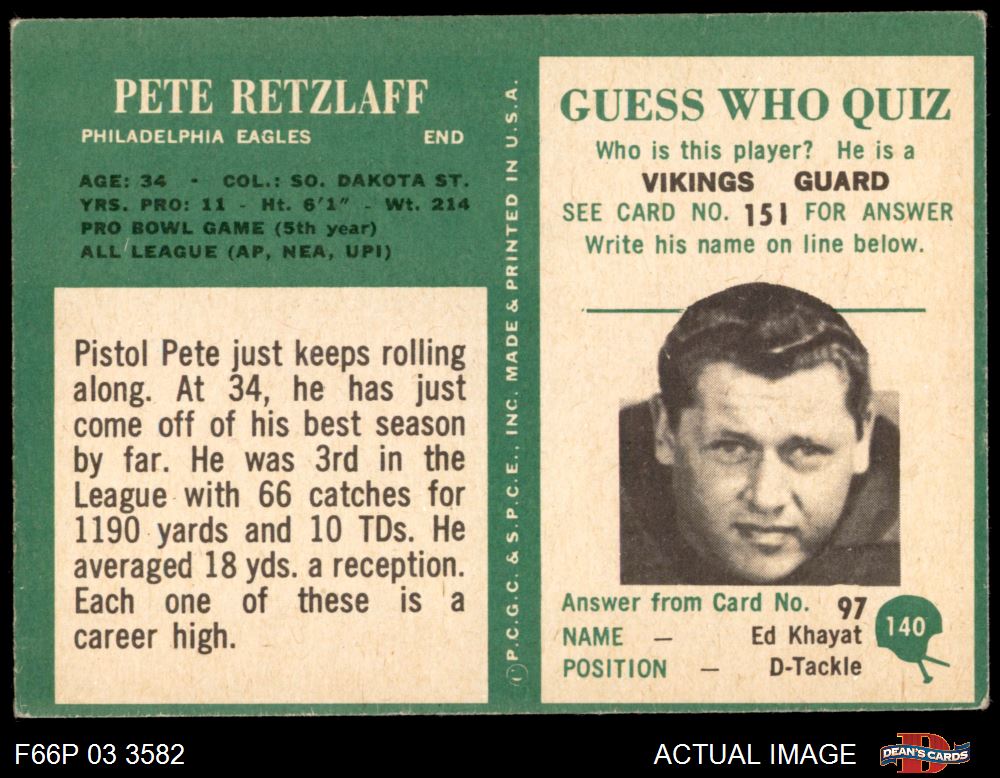 PETE RETZLAFF
PHILADELPHIA EAGLES END
AGE: 34 - COL.: SO. DAKOTA ST.
YRS. PRO: 11 - Ht. 6'1" - Wt. 214
PRO BOWL GAME (5th year)
ALL LEAGUE (AP, NEA, UPI)
Pistol Pete just keeps rolling
along. At 34, he has just
come off of his best season
by far. He was 3rd in the
League with 66 catches for
1190 yards and 10 TDs. He
averaged 18 yds. a reception.
Each one of these is a
career high.
P.C.G.C. & S.P.C.E., INC. MADE & PRINTED IN U.S.A.
GUESS WHO QUIZ
Who is this player? He is a
VIKINGS GUARD
SEE CARD NO. 151 FOR ANSWER
Write his name on line below.
Answer from Card No. 97
NAME — Ed Khayat
POSITION — D-Tackle
140
F66P 03 3582
ACTUAL IMAGE
D
DEAN'S CARDS